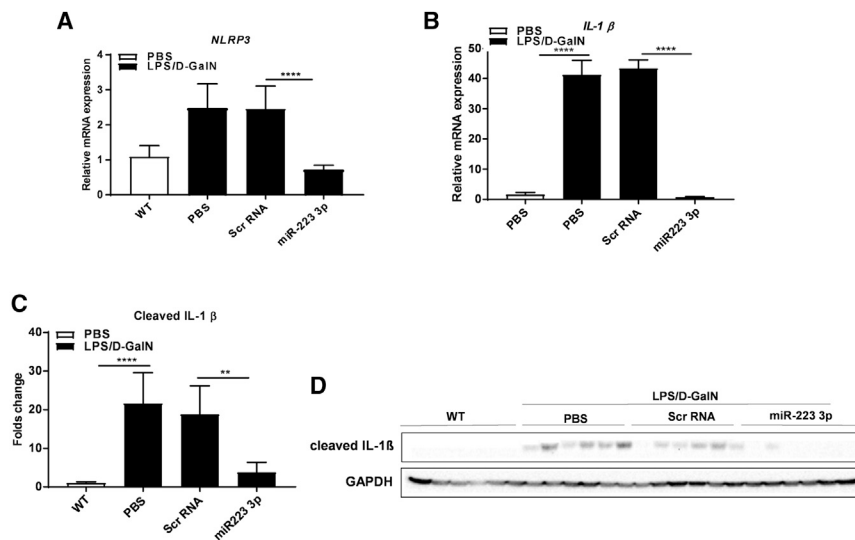 A
NLRP3
PBS
LPS/D-GalN
Relative mRNA expression
4
3
2
1
0
****
WT
PBS
Scr RNA
miR-223 3p
B
IL-1 β
PBS
LPS/D-GalN
Relative mRNA expression
50
40
30
20
10
0
****
****
PBS
PBS
Scr RNA
miR223 3p
C
Cleaved IL-1 β
PBS
LPS/D-GalN
Folds change
40
30
20
10
0
****
**
WT
PBS
Scr RNA
miR223 3p
D
LPS/D-GalN
WT
PBS
Scr RNA
miR-223 3p
cleaved IL-1ß
GAPDH